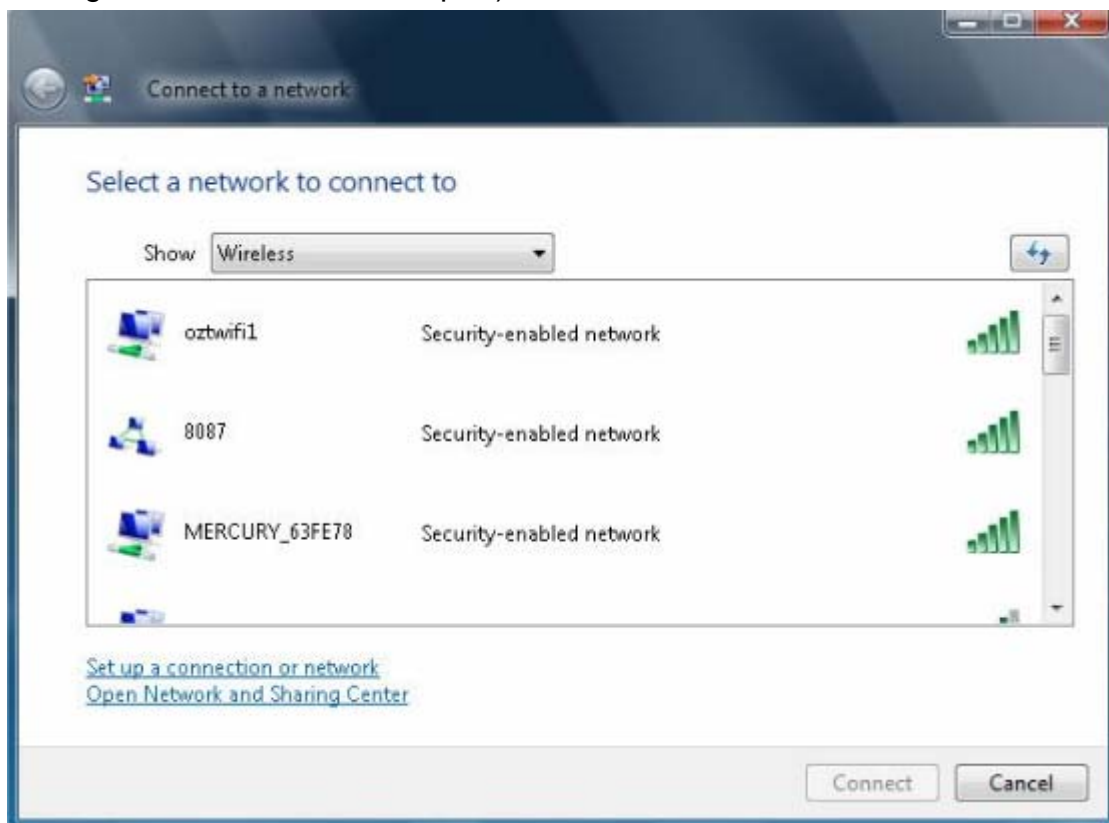 Connect to a network
Select a network to connect to
Show Wireless
oztwifi1 Security-enabled network
8087 Security-enabled network
MERCURY_63FE78 Security-enabled network
Set up a connection or network
Open Network and Sharing Center
Connect Cancel